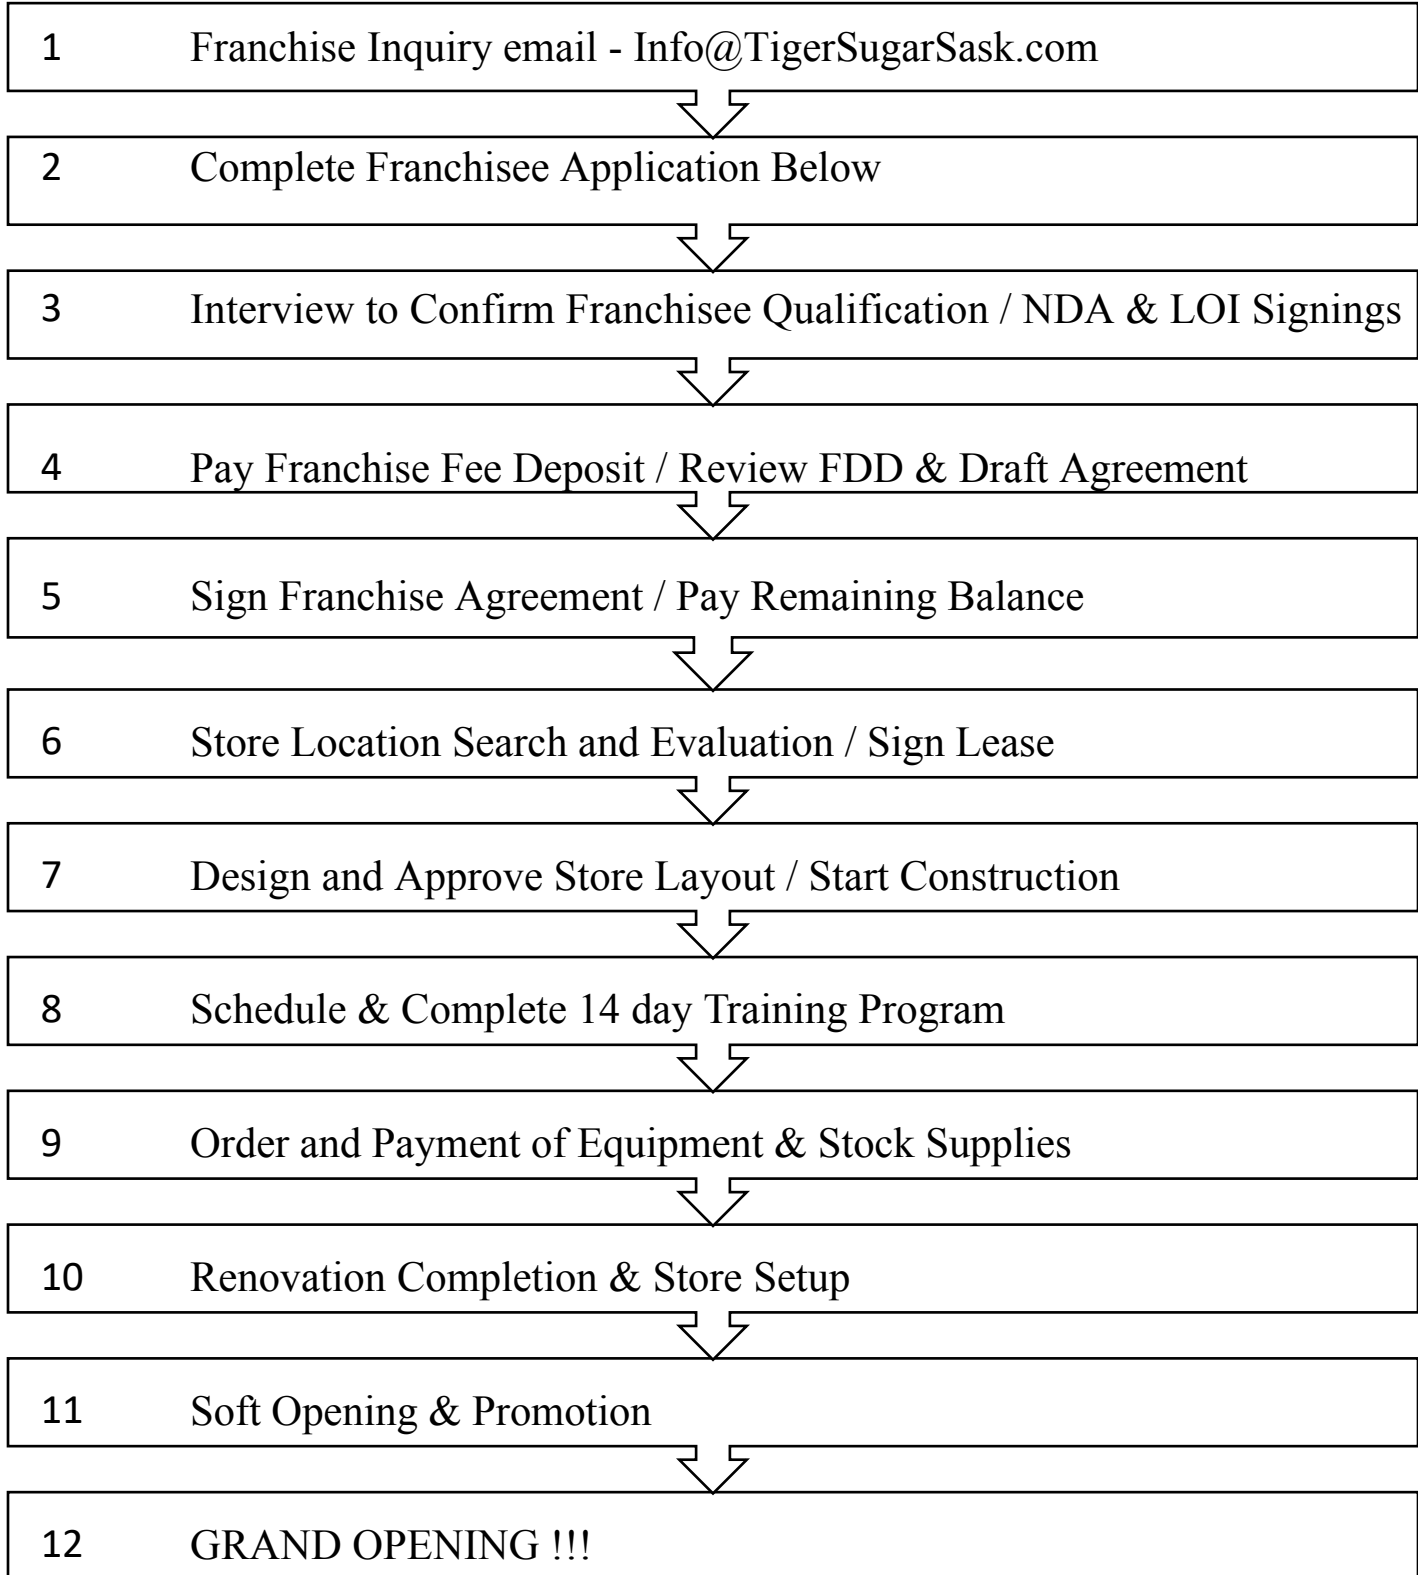 1 Franchise Inquiry email - Info@TigerSugarSask.com
2 Complete Franchisee Application Below
3 Interview to Confirm Franchisee Qualification / NDA & LOI Signings
4 Pay Franchise Fee Deposit / Review FDD & Draft Agreement
5 Sign Franchise Agreement / Pay Remaining Balance
6 Store Location Search and Evaluation / Sign Lease
7 Design and Approve Store Layout / Start Construction
8 Schedule & Complete 14 day Training Program
9 Order and Payment of Equipment & Stock Supplies
10 Renovation Completion & Store Setup
11 Soft Opening & Promotion
12 GRAND OPENING !!!